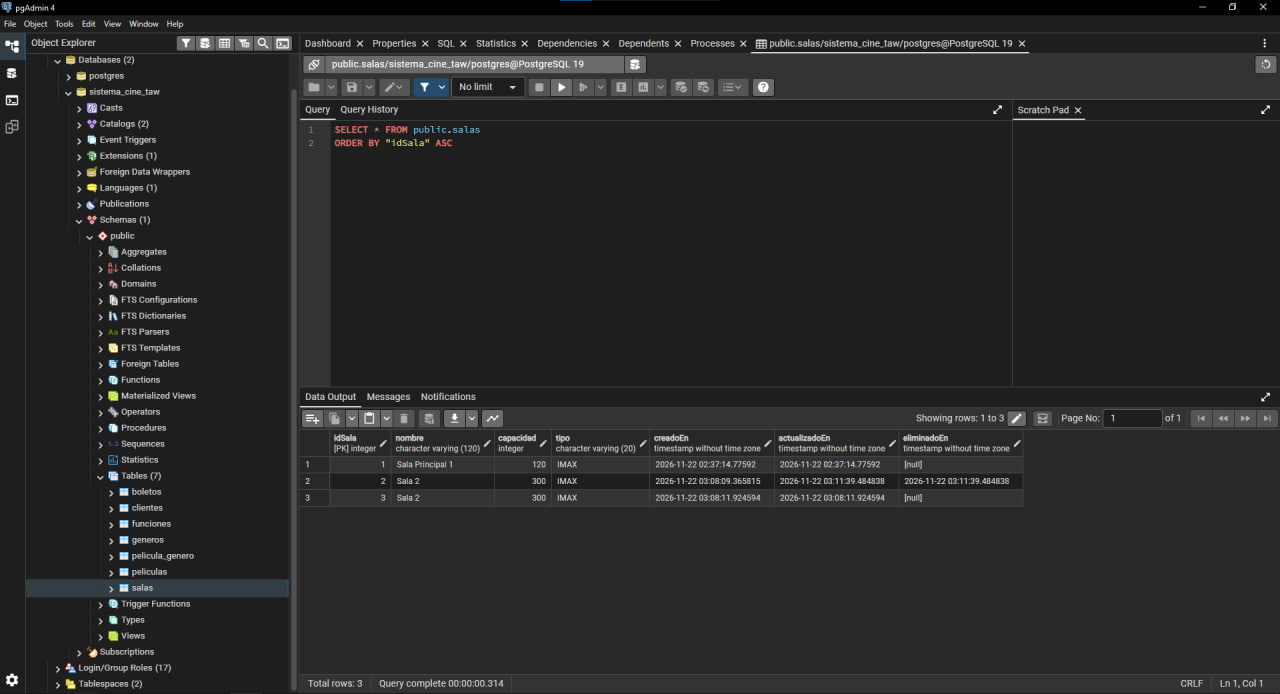 pgAdmin 4
File Object Tools Edit View Window Help
Object Explorer
Databases (2)
postgres
sistema_cine_taw
Casts
Catalogs (2)
Event Triggers
Extensions (1)
Foreign Data Wrappers
Languages (1)
Publications
Schemas (1)
public
Aggregates
Collations
Domains
FTS Configurations
FTS Dictionaries
Aa FTS Parsers
FTS Templates
Foreign Tables
Functions
Materialized Views
Operators
Procedures
1..3 Sequences
Statistics
Tables (7)
boletos
clientes
funciones
generos
pelicula_genero
peliculas
salas
Trigger Functions
Types
Views
Subscriptions
Login/Group Roles (17)
Tablespaces (2)
Dashboard Properties SQL Statistics Dependencies Dependents Processes public.salas/sistema_cine_taw/postgres@PostgreSQL 19
public.salas/sistema_cine_taw/postgres@PostgreSQL 19
No limit
Query Query History
Scratch Pad
1 SELECT * FROM public.salas
2 ORDER BY "idSala" ASC
Data Output Messages Notifications
Showing rows: 1 to 3 Page No: 1 of 1
idSala nombre capacidad tipo creadoEn actualizadoEn eliminadoEn
[PK] integer character varying (120) integer character varying (20) timestamp without time zone timestamp without time zone timestamp without time zone
1 1 Sala Principal 1 120 IMAX 2026-11-22 02:37:14.77592 2026-11-22 02:37:14.77592 [null]
2 2 Sala 2 300 IMAX 2026-11-22 03:08:09.365815 2026-11-22 03:11:39.484838 2026-11-22 03:11:39.484838
3 3 Sala 2 300 IMAX 2026-11-22 03:08:11.924594 2026-11-22 03:08:11.924594 [null]
Total rows: 3 Query complete 00:00:00.314 CRLF Ln 1, Col 1